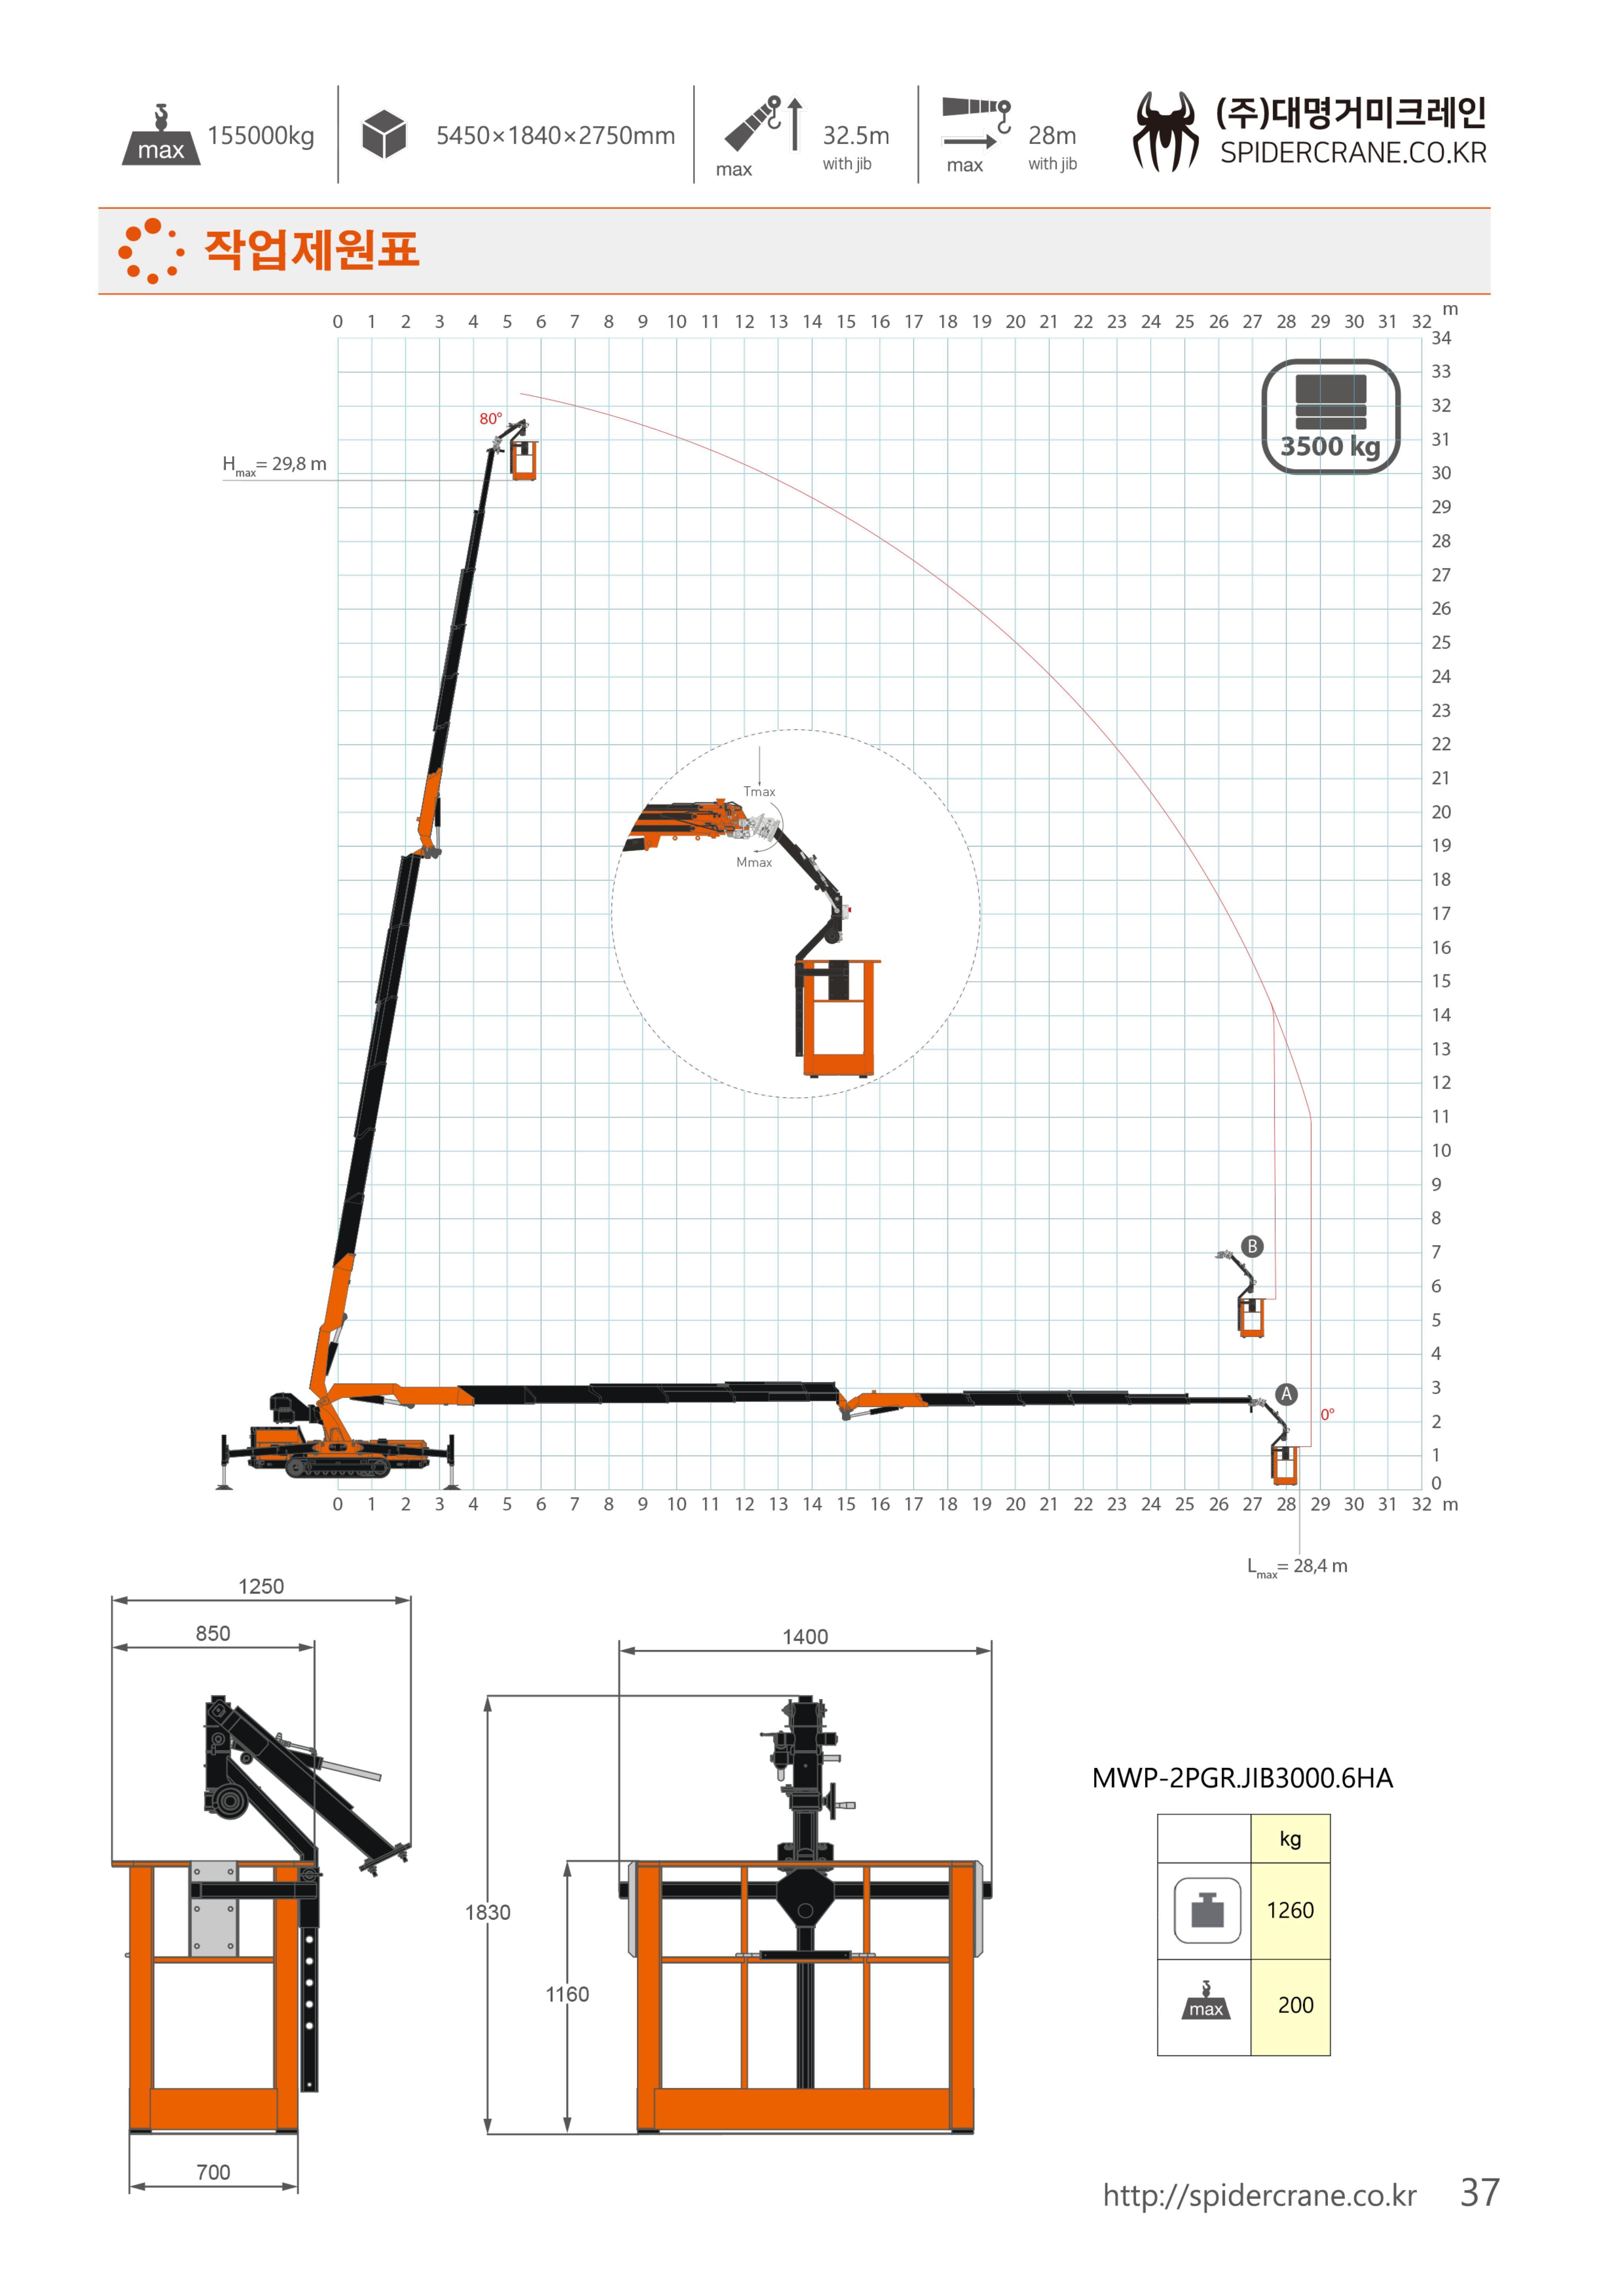 max 155000kg
5450×1840×2750mm
max 32.5m
with jib
max 28m
with jib
(주)대명거미크레인
SPIDERCRANE.CO.KR
작업제원표
m
0 1 2 3 4 5 6 7 8 9 10 11 12 13 14 15 16 17 18 19 20 21 22 23 24 25 26 27 28 29 30 31 32
34
33
32
31
30
29
28
27
26
25
24
23
22
21
20
19
18
17
16
15
14
13
12
11
10
9
8
7
6
5
4
3
2
1
0
3500 kg
80°
Hmax= 29,8 m
Tmax
Mmax
B
A
0°
0 1 2 3 4 5 6 7 8 9 10 11 12 13 14 15 16 17 18 19 20 21 22 23 24 25 26 27 28 29 30 31 32 m
Lmax= 28,4 m
1250
850
700
1400
1830
1160
MWP-2PGR.JIB3000.6HA
kg
1260
max 200
http://spidercrane.co.kr 37